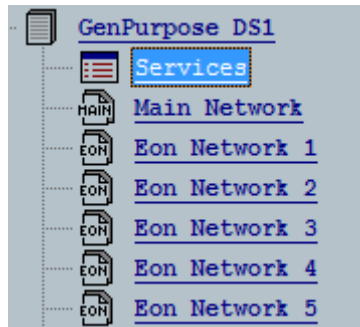 GenPurpose DS1
Services
MAIN Main Network
EON Eon Network 1
EON Eon Network 2
EON Eon Network 3
EON Eon Network 4
EON Eon Network 5